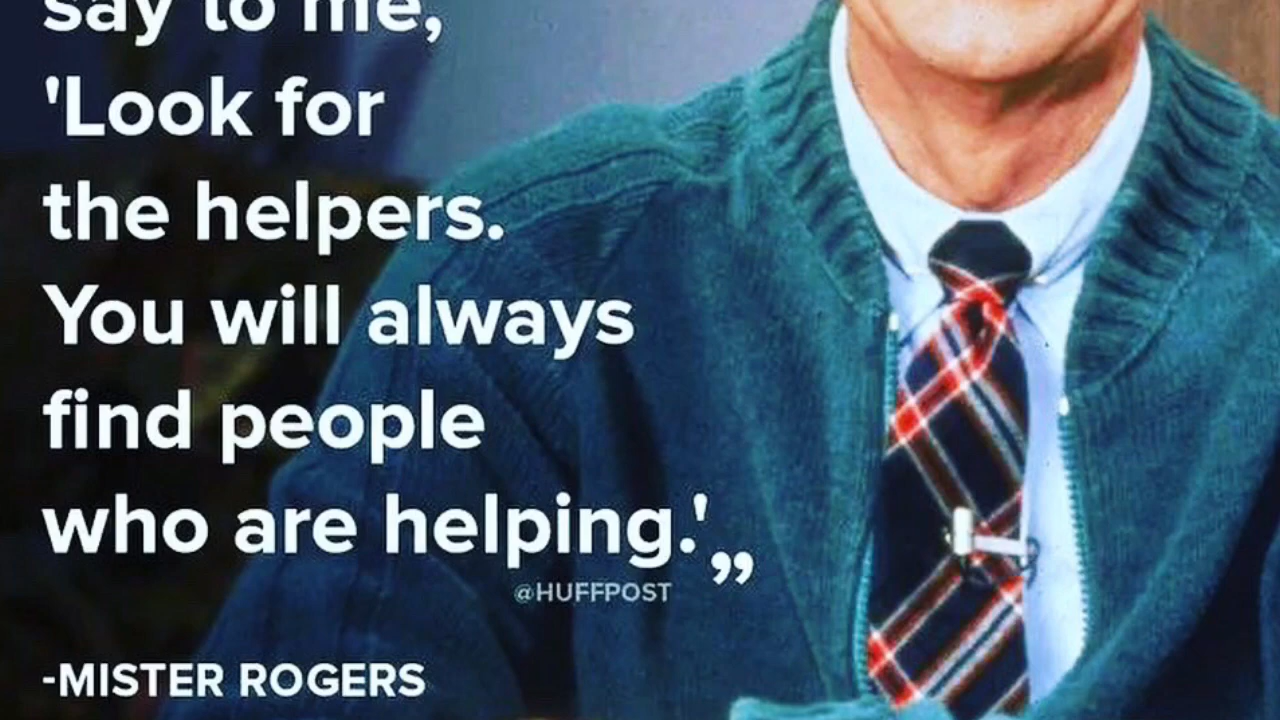 say to me,
'Look for
the helpers.
You will always
find people
who are helping.'”
@HUFFPOST
-MISTER ROGERS